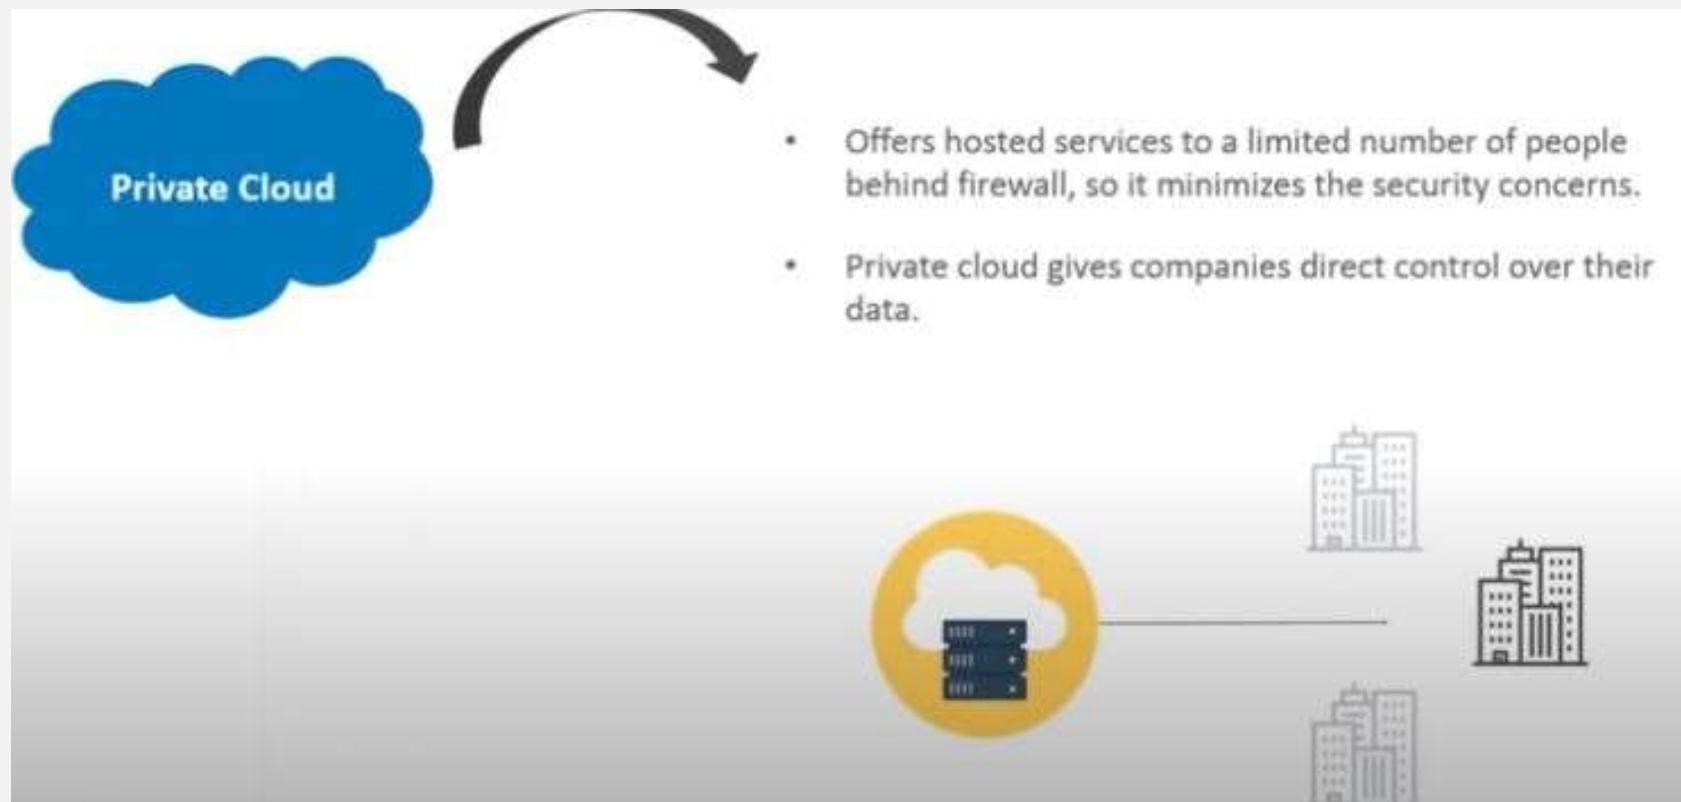 Private Cloud
• Offers hosted services to a limited number of people
behind firewall, so it minimizes the security concerns.
• Private cloud gives companies direct control over their
data.